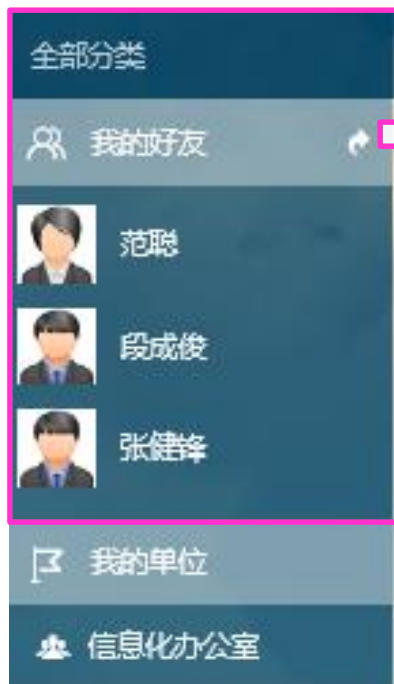 全部分类
我的好友
范聪
段成俊
张健锋
我的单位
信息化办公室